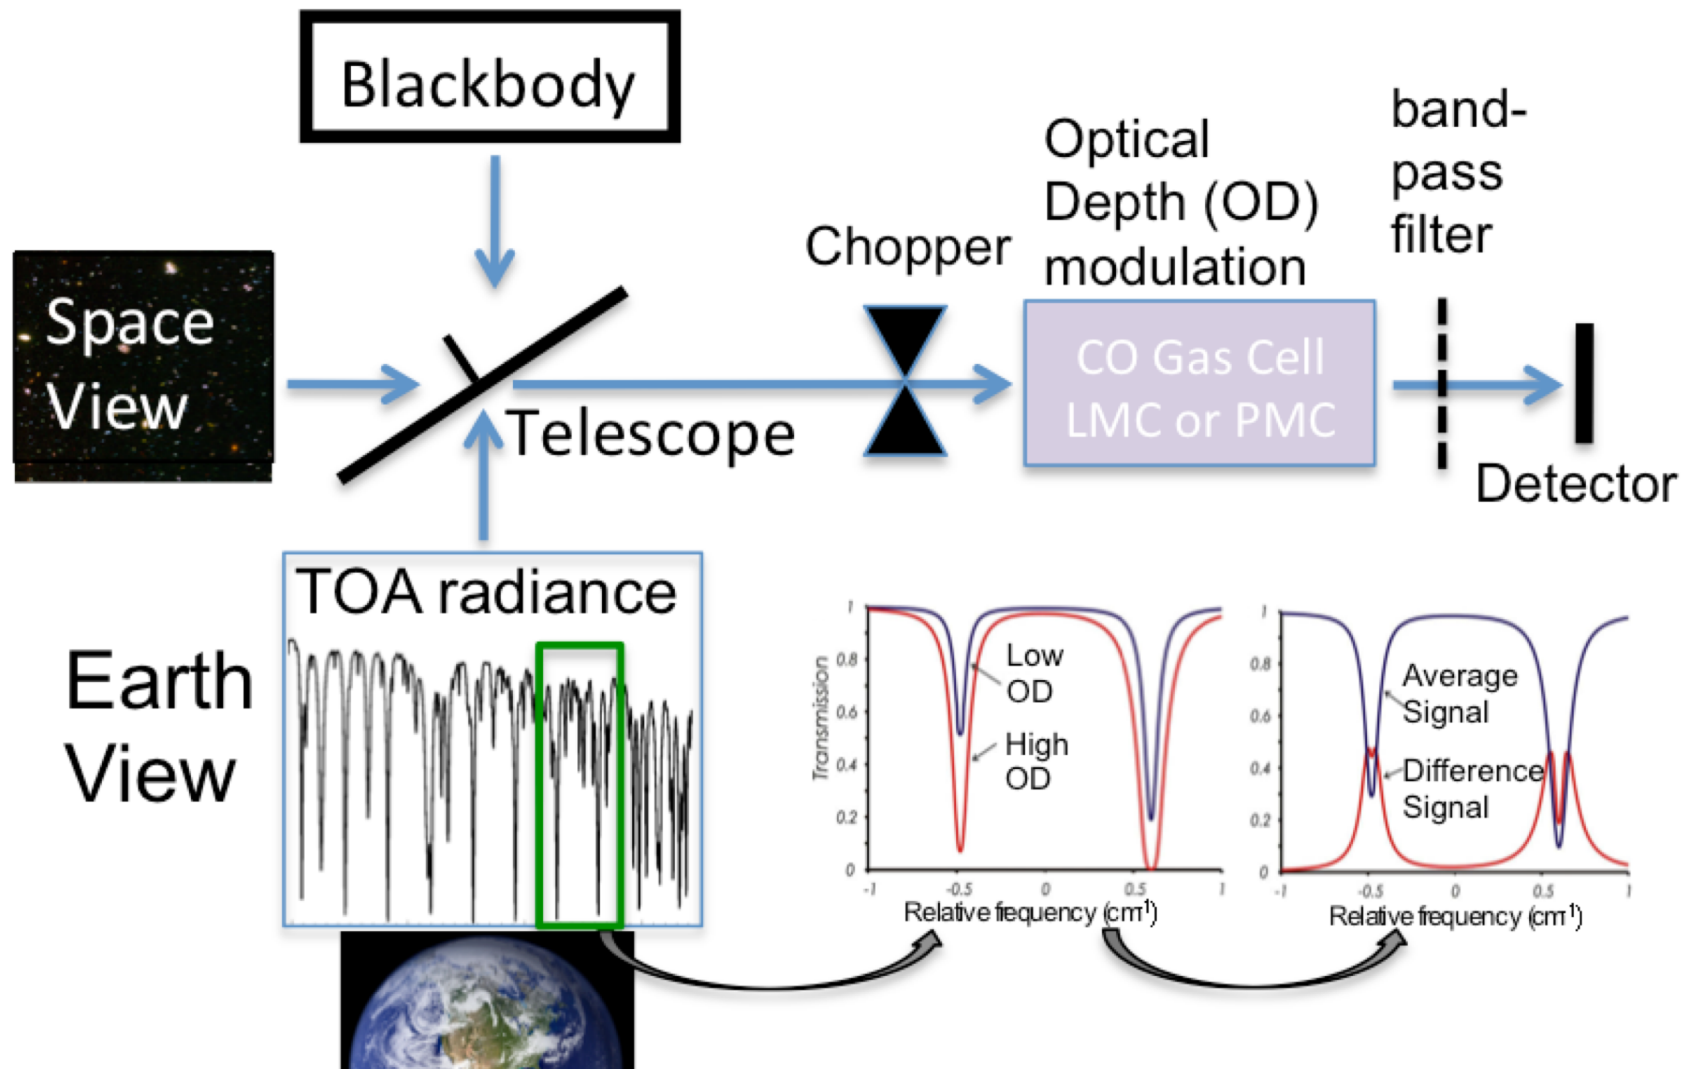 Blackbody
Space
View
Telescope
Chopper
Optical
Depth (OD)
modulation
CO Gas Cell
LMC or PMC
band-
pass
filter
Detector
Earth
View
TOA radiance
Transmission
1
0.8
0.6
0.4
0.2
0
-1
-0.5
0
0.5
1
Low
OD
High
OD
Relative frequency (cm-1)
1
0.8
0.6
0.4
0.2
0
-1
-0.5
0
0.5
1
Average
Signal
Difference
Signal
Relative frequency (cm-1)